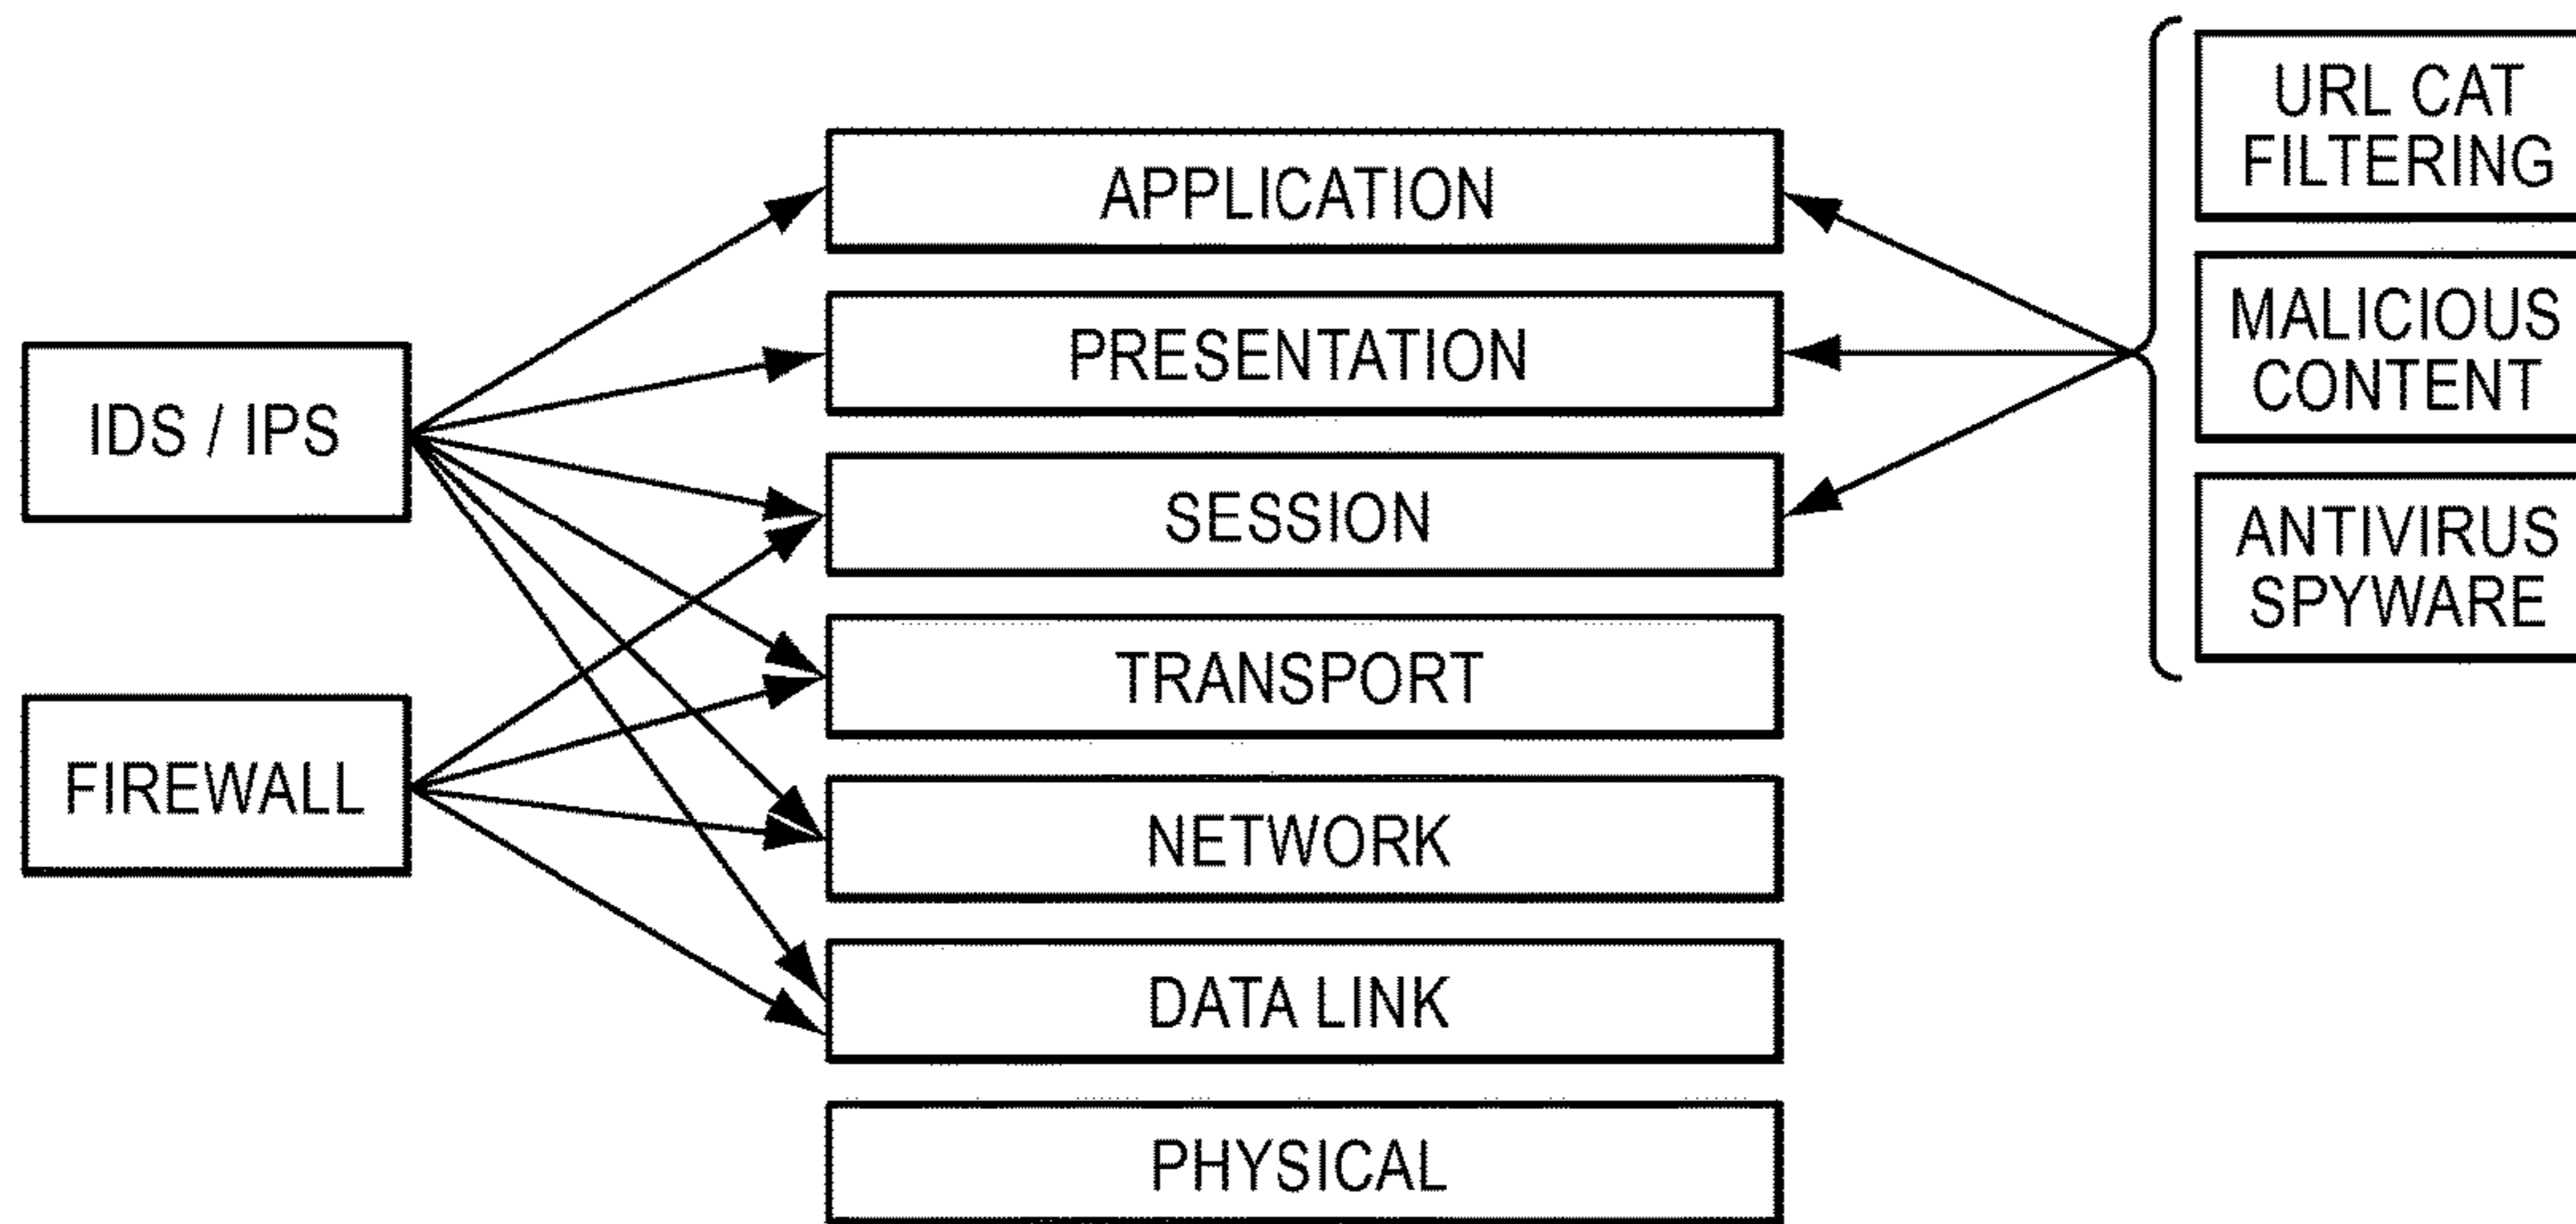 IDS / IPS
FIREWALL
APPLICATION
PRESENTATION
SESSION
TRANSPORT
NETWORK
DATA LINK
PHYSICAL
URL CAT
FILTERING
MALICIOUS
CONTENT
ANTIVIRUS
SPYWARE